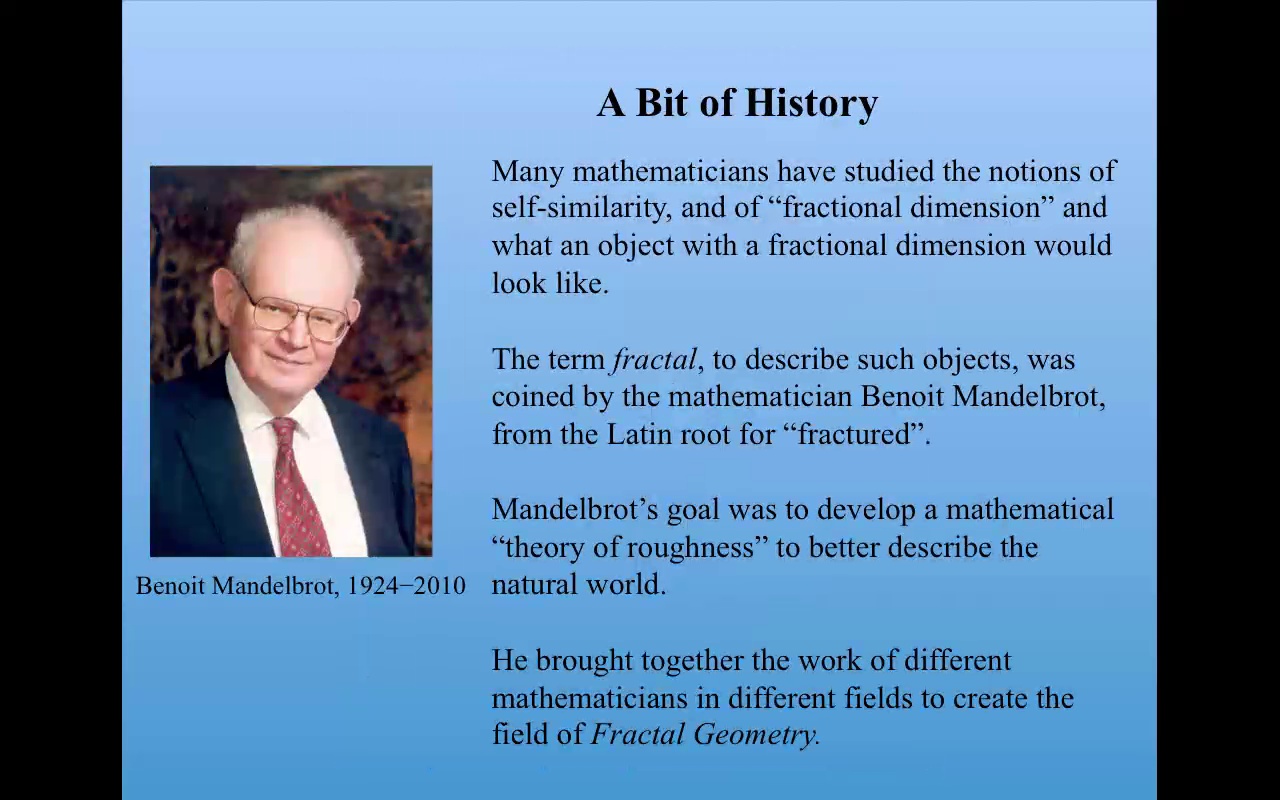 A Bit of History
Many mathematicians have studied the notions of
self-similarity, and of “fractional dimension” and
what an object with a fractional dimension would
look like.
The term fractal, to describe such objects, was
coined by the mathematician Benoit Mandelbrot,
from the Latin root for “fractured”.
Mandelbrot’s goal was to develop a mathematical
“theory of roughness” to better describe the
natural world.
He brought together the work of different
mathematicians in different fields to create the
field of Fractal Geometry.
Benoit Mandelbrot, 1924–2010